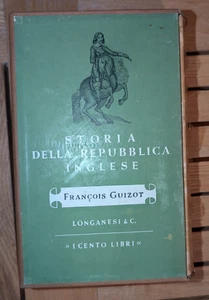 STORIA
DELLA REPUBBLICA
INGLESE
FRANÇOIS GUIZOT
LONGANESI & C.
» I CENTO LIBRI «